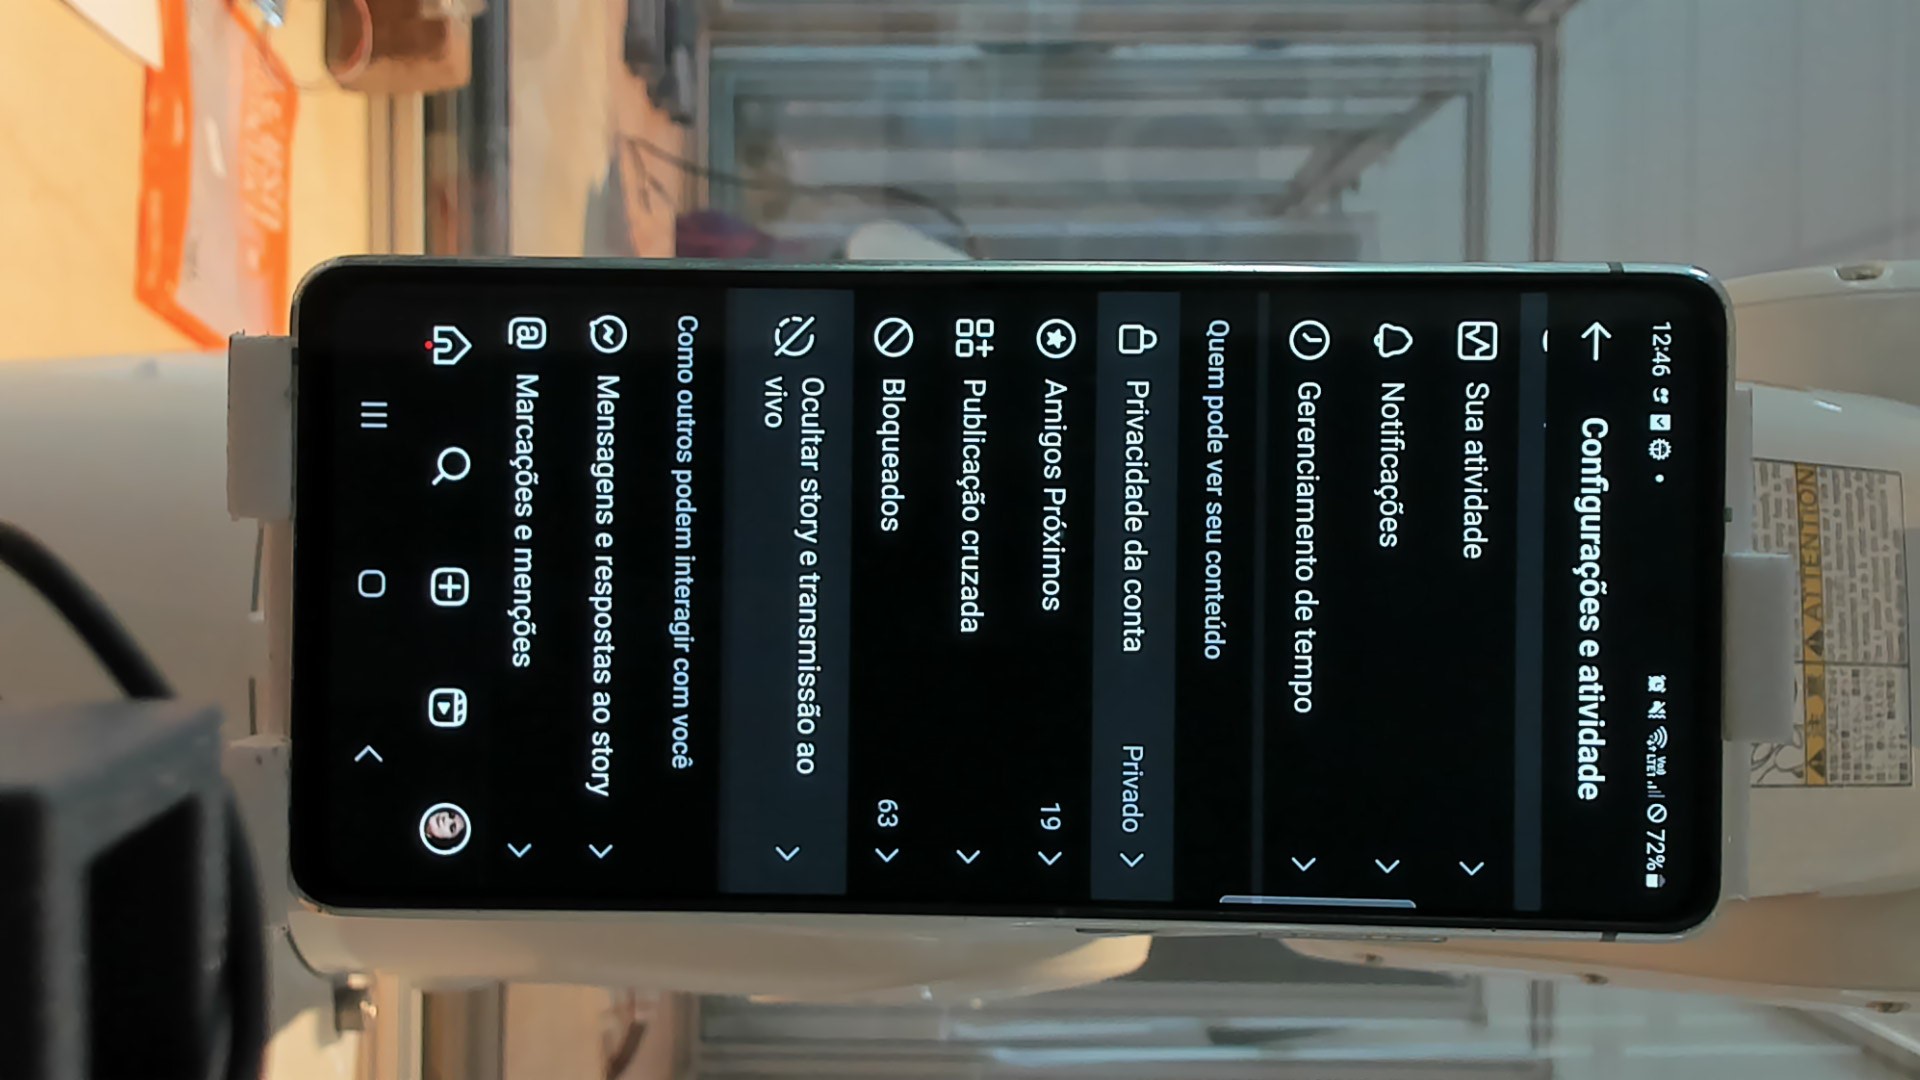 12:46
LTE1
72%
Configurações e atividade
Sua atividade
Notificações
Gerenciamento de tempo
Quem pode ver seu conteúdo
Privacidade da conta Privado
Amigos Próximos 19
Publicação cruzada
Bloqueados 63
Ocultar story e transmissão ao
vivo
Como outros podem interagir com você
Mensagens e respostas ao story
Marcações e menções
ATTENTION